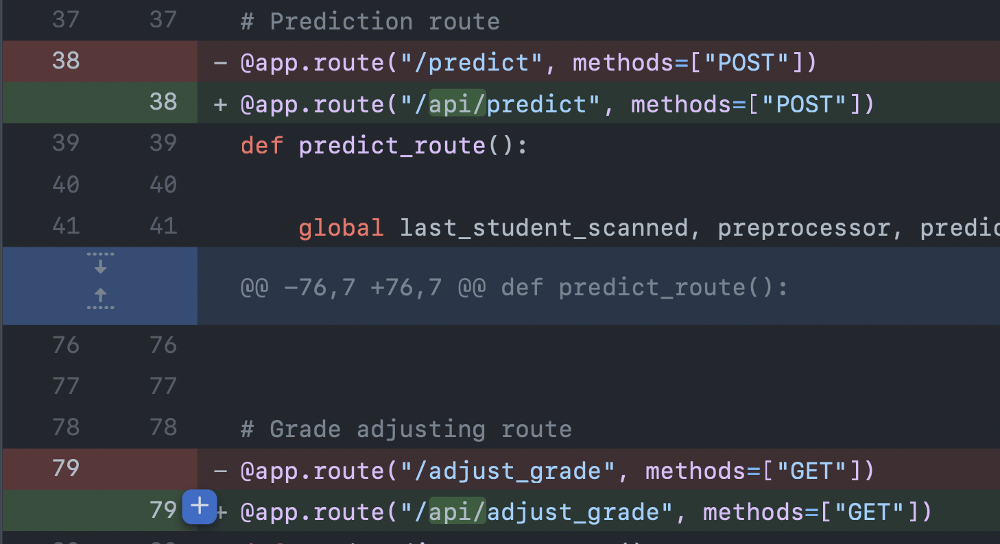 37 37 # Prediction route
38 - @app.route("/predict", methods=["POST"])
38 + @app.route("/api/predict", methods=["POST"])
39 39 def predict_route():
40 40
41 41 global last_student_scanned, preprocessor, predic
@@ -76,7 +76,7 @@ def predict_route():
76 76
77 77
78 78 # Grade adjusting route
79 - @app.route("/adjust_grade", methods=["GET"])
79 + @app.route("/api/adjust_grade", methods=["GET"])